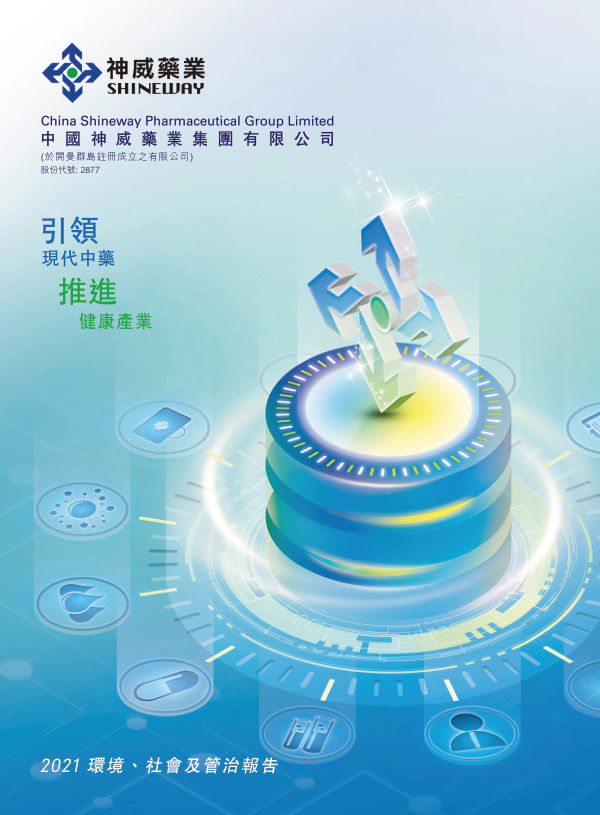 神威藥業
SHINEWAY
China Shineway Pharmaceutical Group Limited
中國神威藥業集團有限公司
(於開曼群島註冊成立之有限公司)
股份代號: 2877
引領
現代中藥
推進
健康產業
2021 環境、社會及管治報告